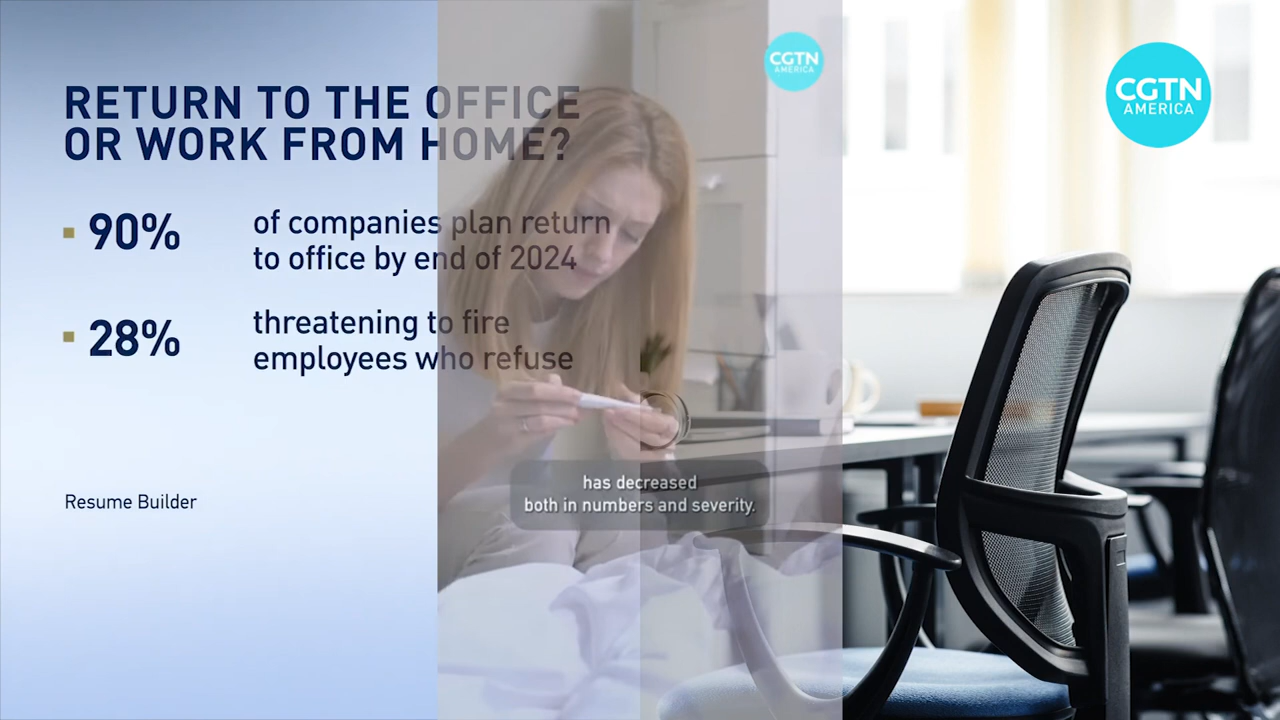 RETURN TO THE OFFICE
OR WORK FROM HOME?
90%
of companies plan return
to office by end of 2024
28%
threatening to fire
employees who refuse
Resume Builder
has decreased
both in numbers and severity.
CGTN
AMERICA
CGTN
AMERICA